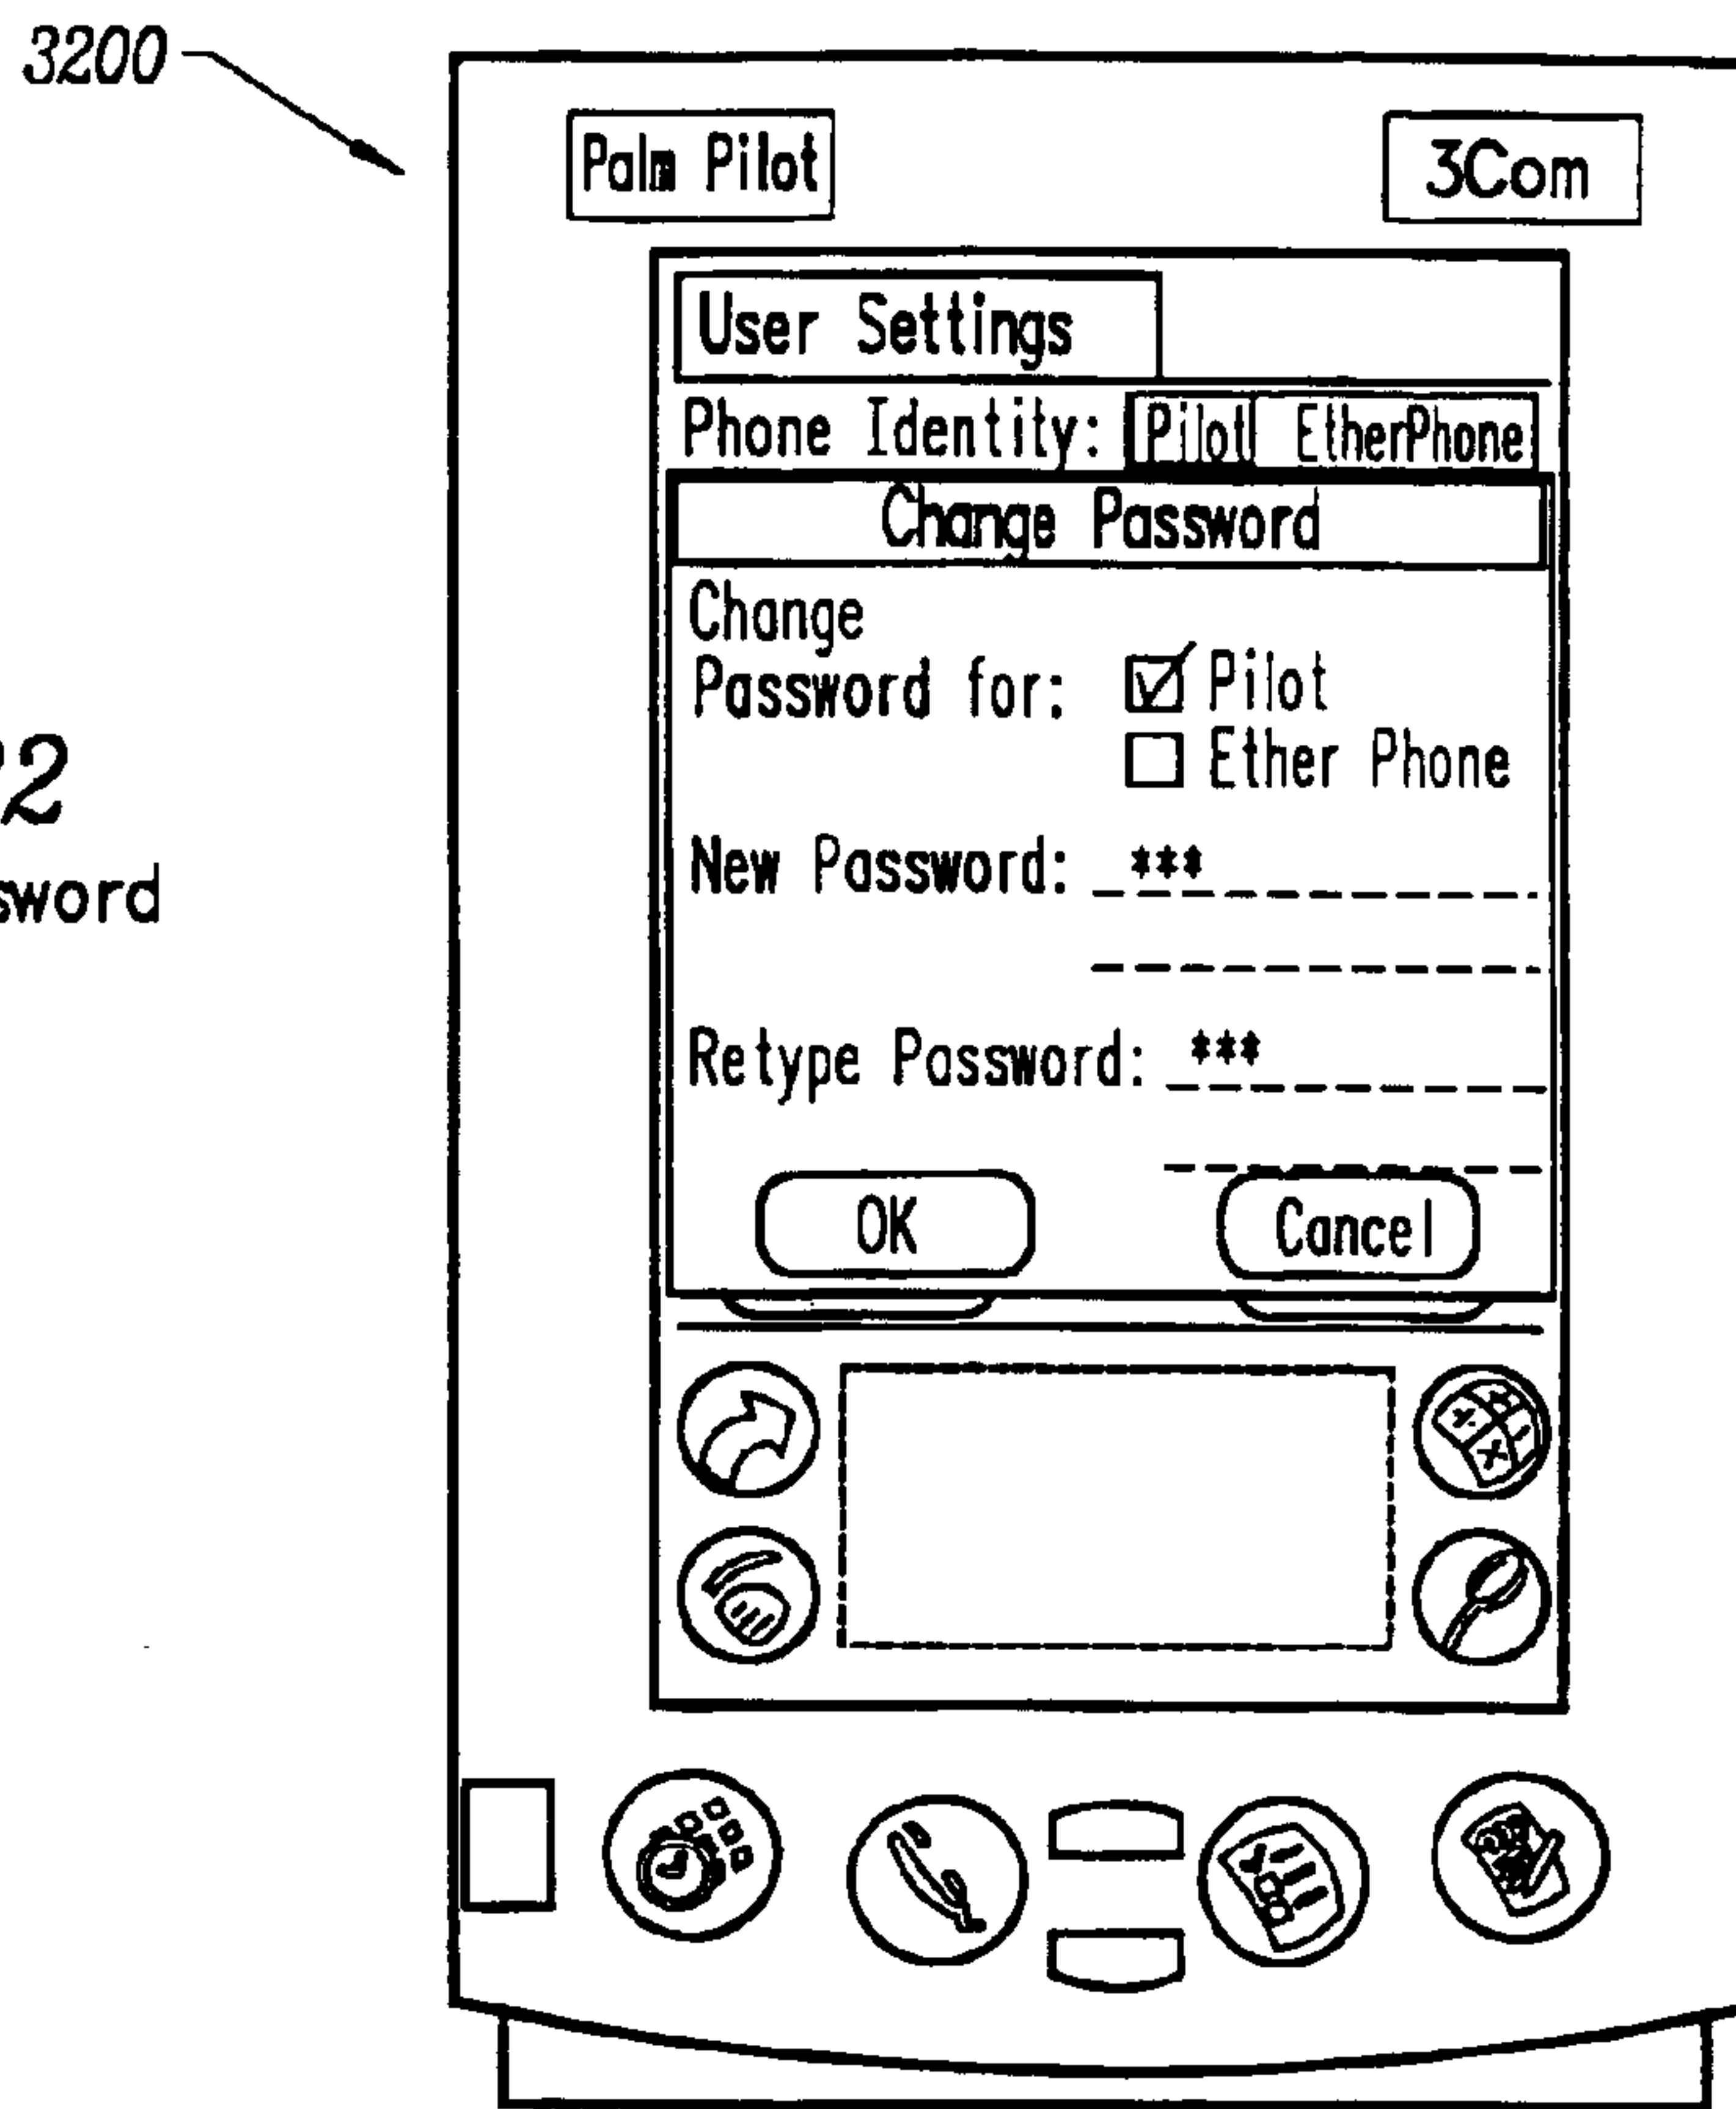 3200
Palm Pilot
3Com
User Settings
Phone Identity: Pilot EtherPhone
Change Password
Change
Password for: Pilot
Ether Phone
New Password: ***
Retype Password: ***
OK
Cancel
2
sword